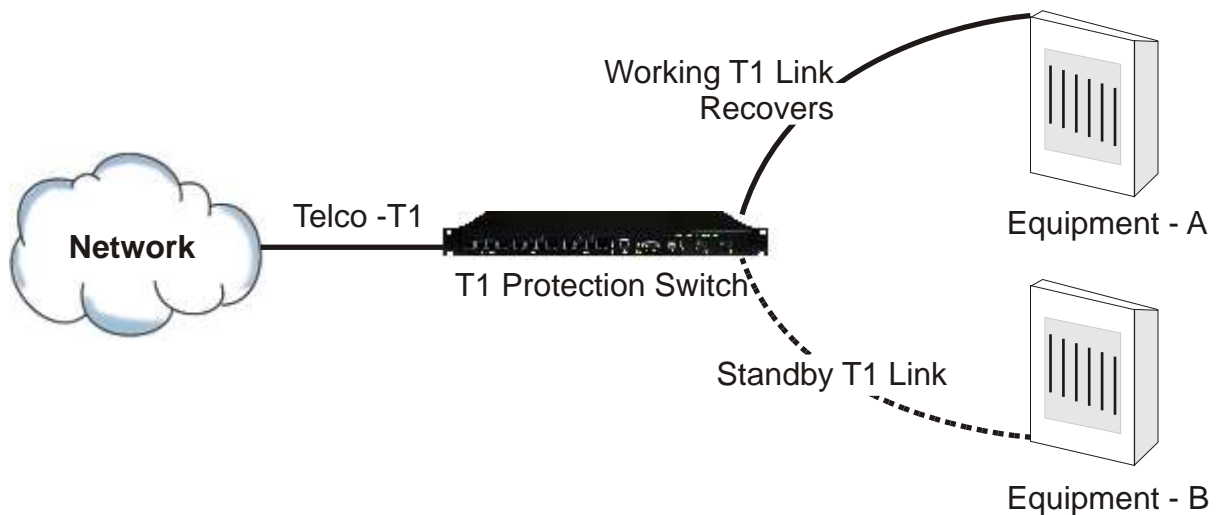 Working T1 Link
Recovers
Equipment - A
Telco -T1
Network
T1 Protection Switch
Standby T1 Link
Equipment - B